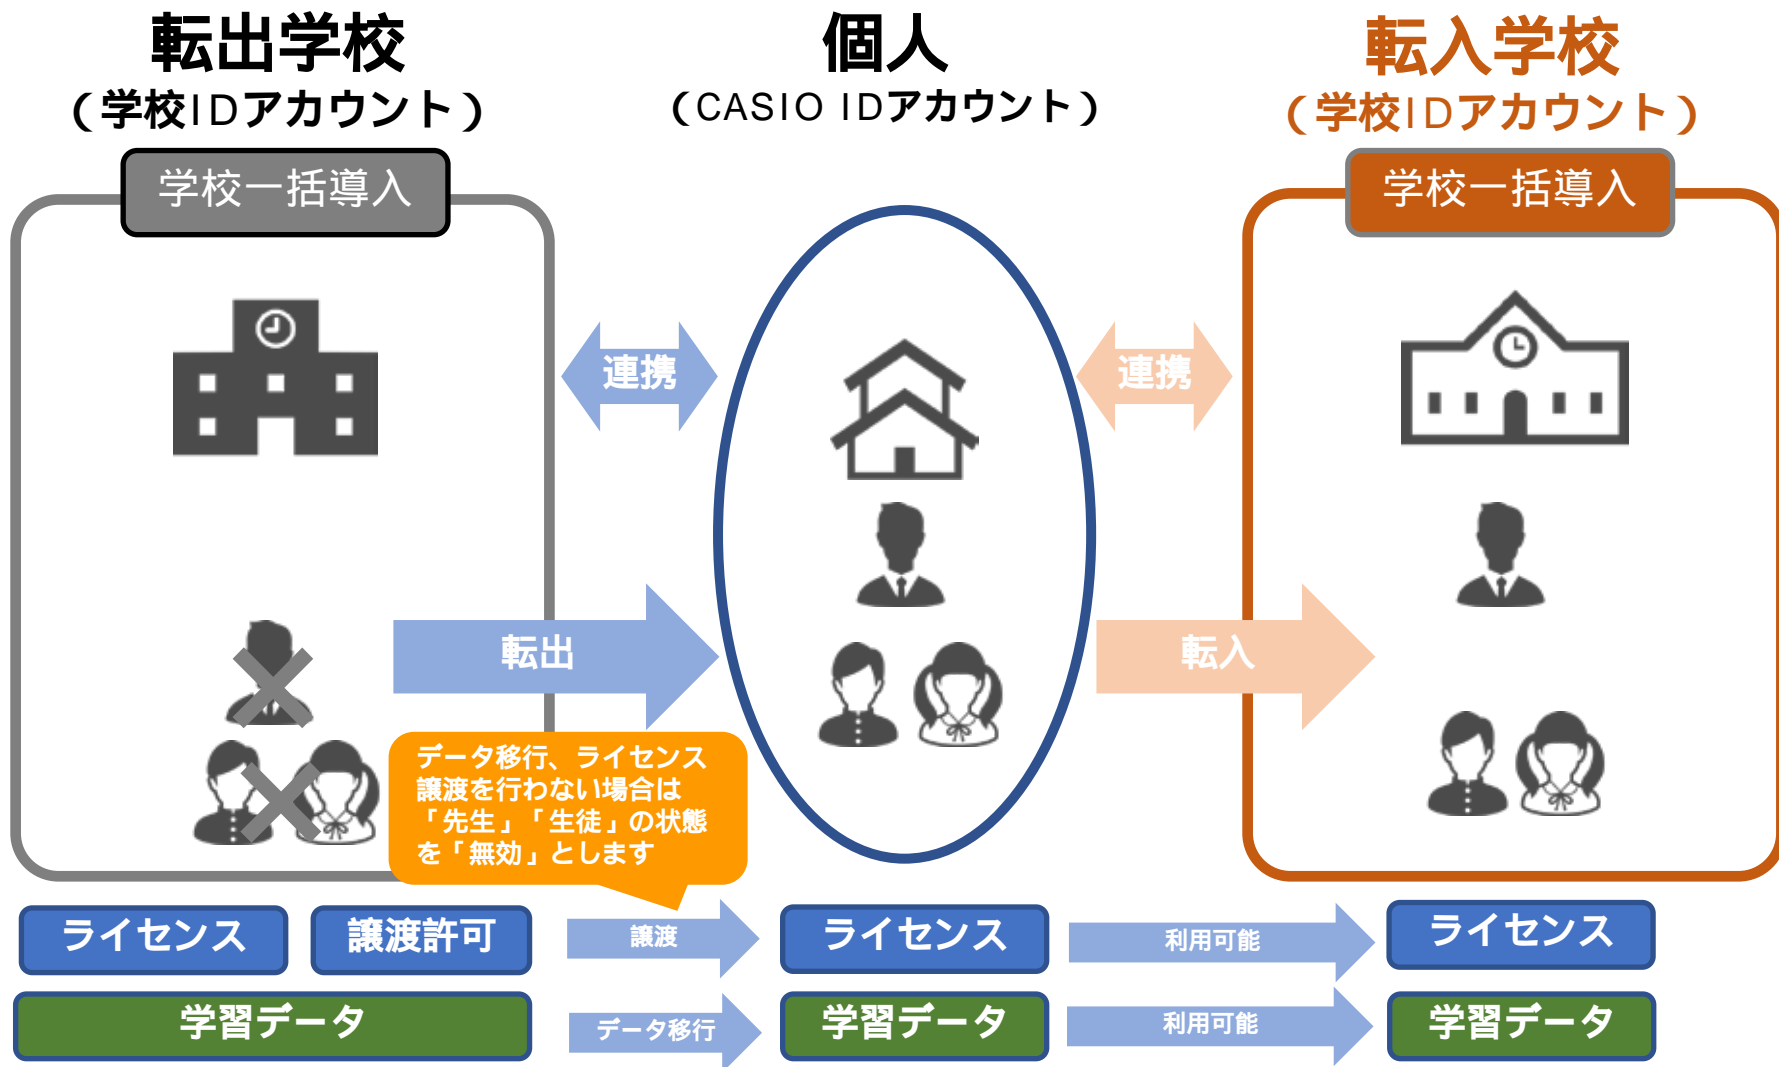 転出学校
（学校IDアカウント）
学校一括導入
個人
（CASIO IDアカウント）
転入学校
（学校IDアカウント）
学校一括導入
連携
連携
転出
転入
データ移行、ライセンス
譲渡を行わない場合は
「先生」「生徒」の状態
を「無効」とします
ライセンス
譲渡許可
譲渡
ライセンス
利用可能
ライセンス
学習データ
データ移行
学習データ
利用可能
学習データ